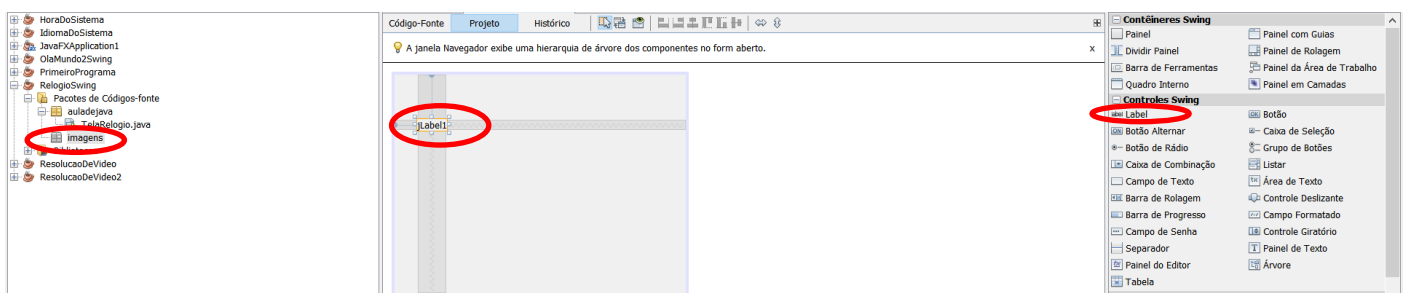 HoraDoSistema
IdiomaDoSistema
JavaFXApplication1
OlaMundo2Swing
PrimeiroPrograma
RelogioSwing
Pacotes de Códigos-fonte
auladejava
TelaRelogio.java
imagens
Bibliotecas
ResolucaoDeVideo
ResolucaoDeVideo2
Código-Fonte Projeto Histórico
A janela Navegador exibe uma hierarquia de árvore dos componentes no form aberto. x
jLabel1
Contêineres Swing
Painel Painel com Guias
Dividir Painel Painel de Rolagem
Barra de Ferramentas Painel da Área de Trabalho
Quadro Interno Painel em Camadas
Controles Swing
Label Botão
Botão Alternar Caixa de Seleção
Botão de Rádio Grupo de Botões
Caixa de Combinação Listar
Campo de Texto Área de Texto
Barra de Rolagem Controle Deslizante
Barra de Progresso Campo Formatado
Campo de Senha Controle Giratório
Separador Painel de Texto
Painel do Editor Árvore
Tabela